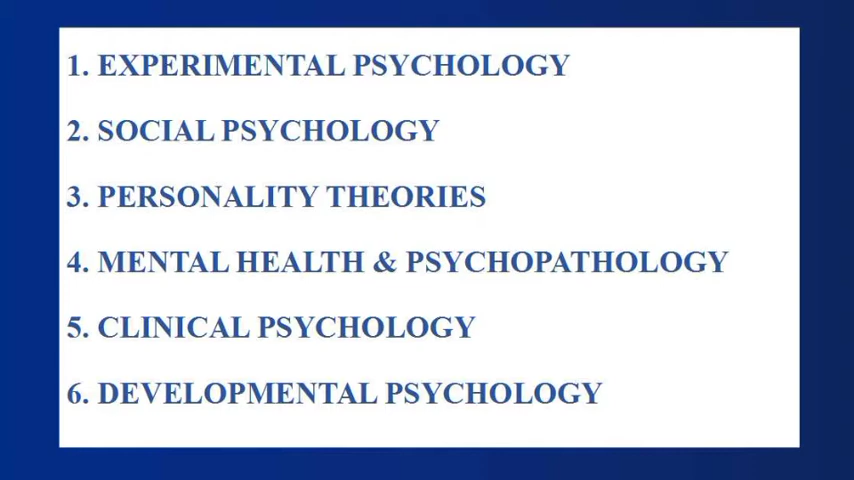 1. EXPERIMENTAL PSYCHOLOGY
2. SOCIAL PSYCHOLOGY
3. PERSONALITY THEORIES
4. MENTAL HEALTH & PSYCHOPATHOLOGY
5. CLINICAL PSYCHOLOGY
6. DEVELOPMENTAL PSYCHOLOGY